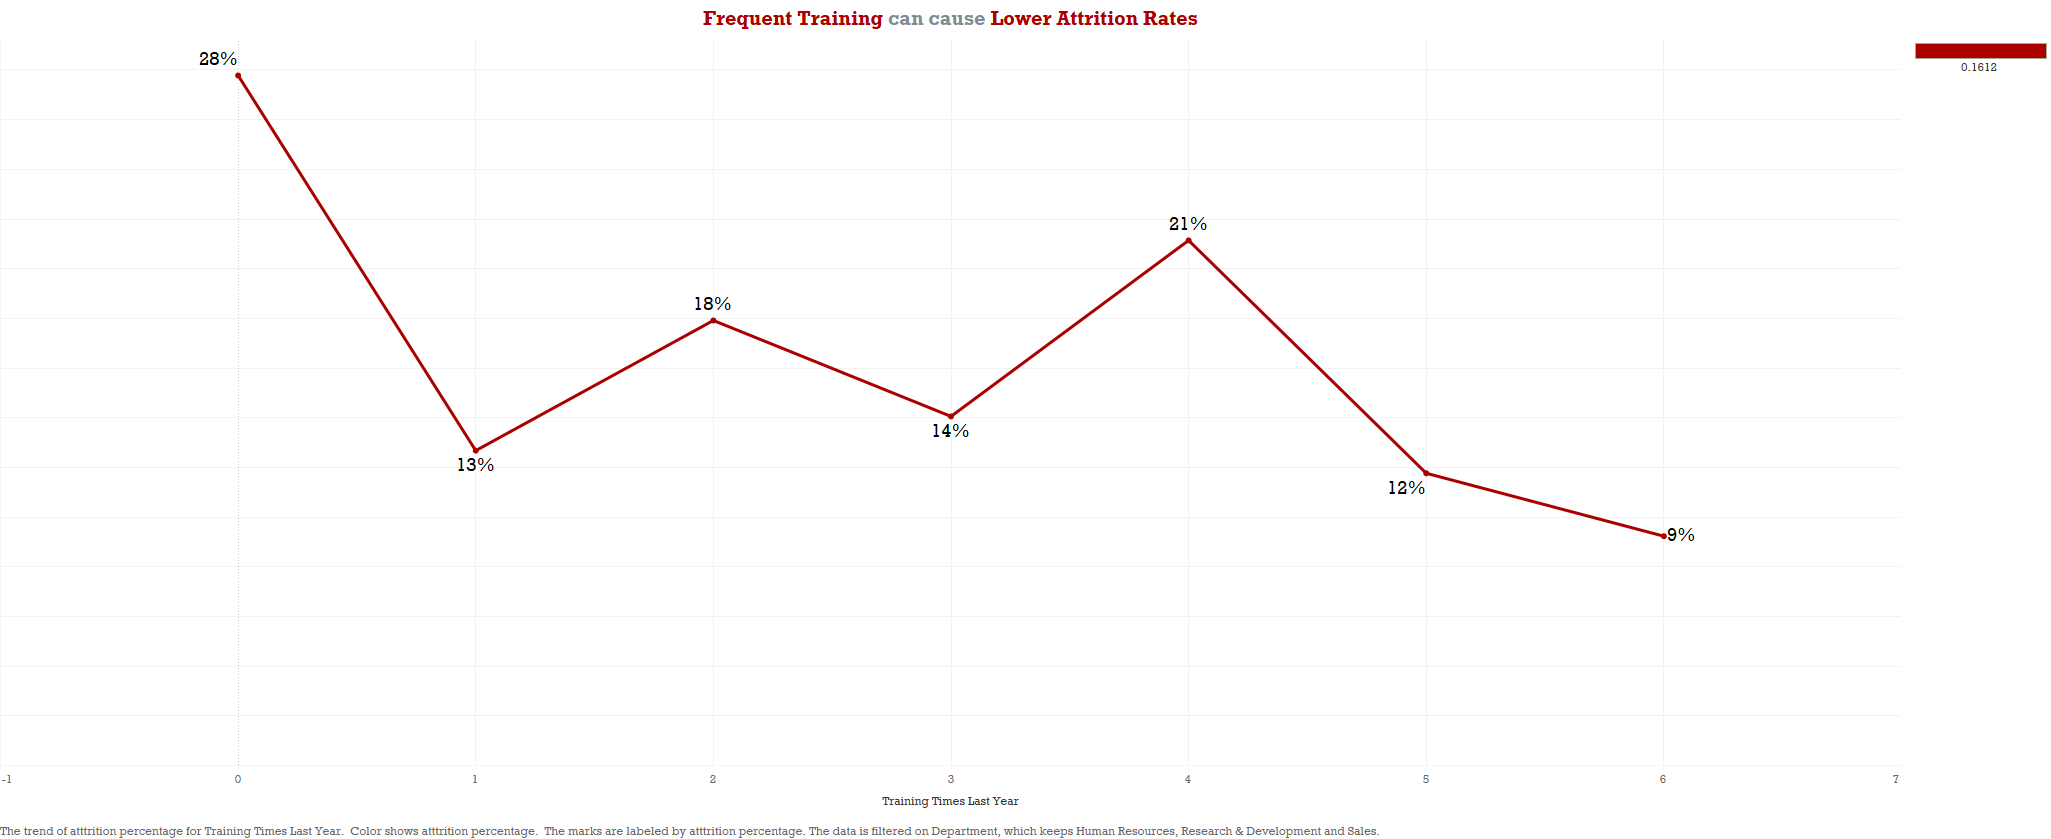 Frequent Training can cause Lower Attrition Rates
0.1612
28%
21%
18%
14%
13%
12%
9%
-1 0 1 2 3 4 5 6 7
Training Times Last Year
The trend of atttrition percentage for Training Times Last Year.  Color shows atttrition percentage.  The marks are labeled by atttrition percentage. The data is filtered on Department, which keeps Human Resources, Research & Development and Sales.